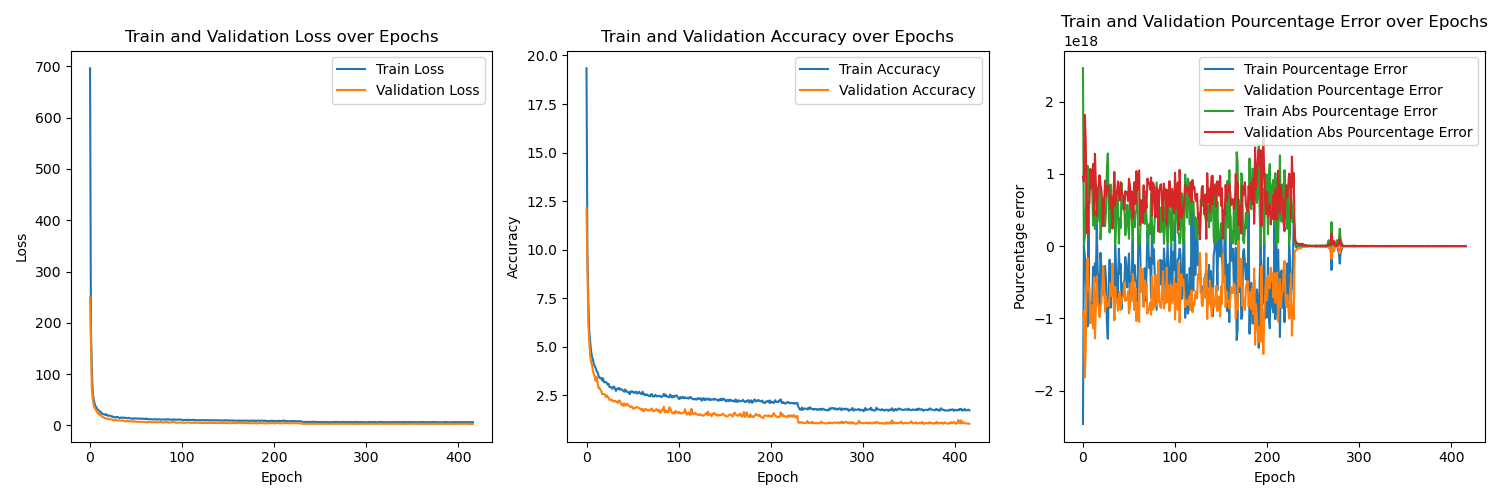 Train and Validation Loss over Epochs
700
600
500
400
300
200
100
0
Loss
0 100 200 300 400
Epoch
Train Loss
Validation Loss
Train and Validation Accuracy over Epochs
20.0
17.5
15.0
12.5
10.0
7.5
5.0
2.5
Accuracy
0 100 200 300 400
Epoch
Train Accuracy
Validation Accuracy
Train and Validation Pourcentage Error over Epochs
1e18
2
1
0
−1
−2
Pourcentage error
0 100 200 300 400
Epoch
Train Pourcentage Error
Validation Pourcentage Error
Train Abs Pourcentage Error
Validation Abs Pourcentage Error